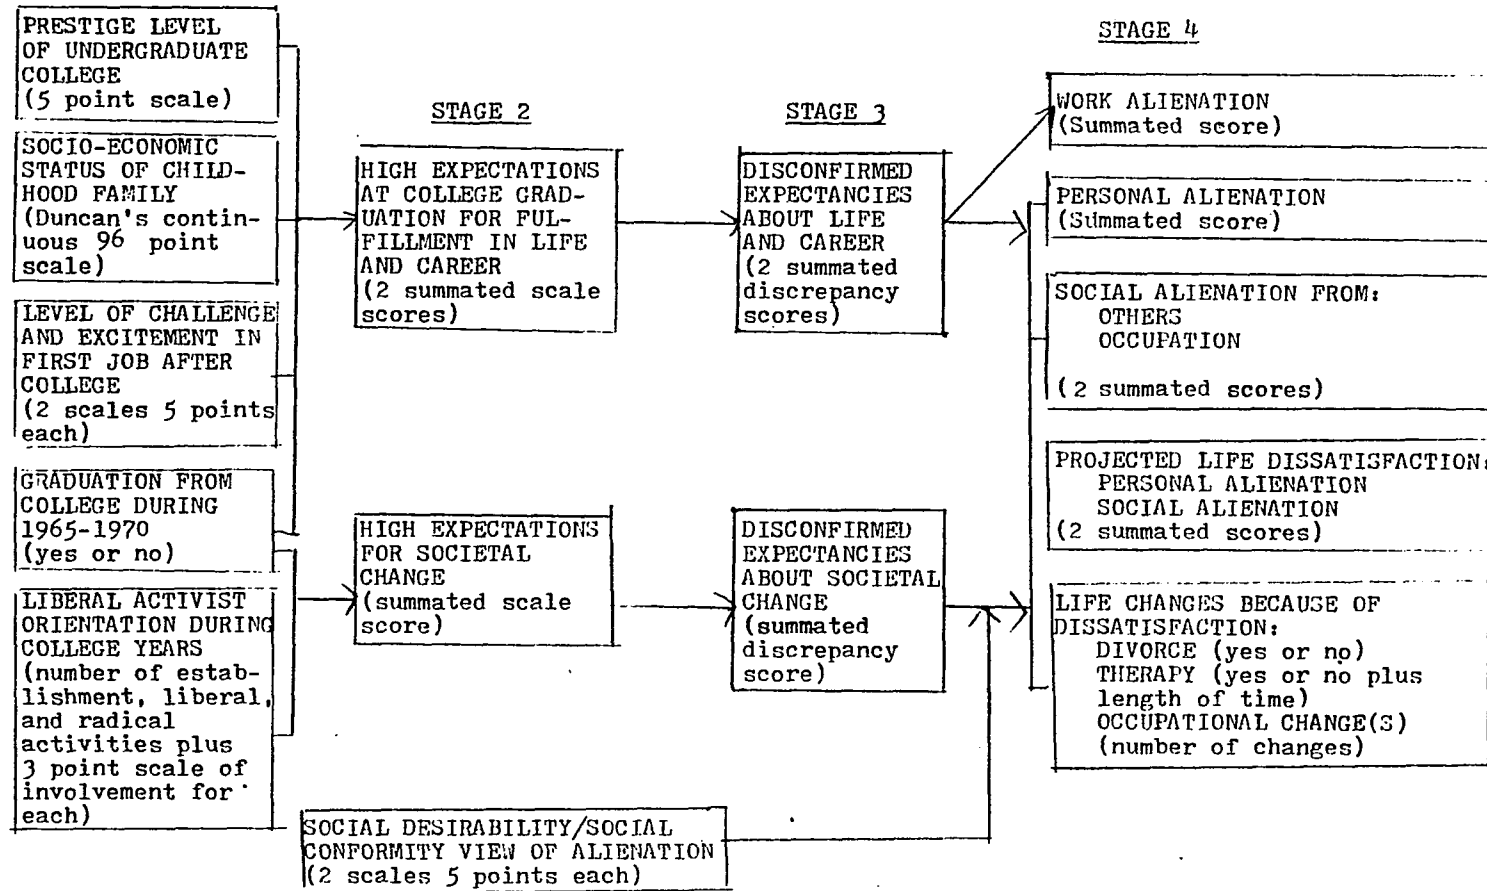 PRESTIGE LEVEL
OF UNDERGRADUATE
COLLEGE
(5 point scale)
SOCIO-ECONOMIC
STATUS OF CHILD-
HOOD FAMILY
(Duncan's contin-
uous 96 point
scale)
LEVEL OF CHALLENGE
AND EXCITEMENT IN
FIRST JOB AFTER
COLLEGE
(2 scales 5 points
each)
GRADUATION FROM
COLLEGE DURING
1965-1970
(yes or no)
LIBERAL ACTIVIST
ORIENTATION DURING
COLLEGE YEARS
(number of estab-
lishment, liberal,
and radical
activities plus
3 point scale of
involvement for
each)
STAGE 2
HIGH EXPECTATIONS
AT COLLEGE GRAD-
UATION FOR FUL-
FILLMENT IN LIFE
AND CAREER
(2 summated scale
scores)
HIGH EXPECTATIONS
FOR SOCIETAL
CHANGE
(summated scale
score)
SOCIAL DESIRABILITY/SOCIAL
CONFORMITY VIEW OF ALIENATION
(2 scales 5 points each)
STAGE 3
DISCONFIRMED
EXPECTANCIES
ABOUT LIFE
AND CAREER
(2 summated
discrepancy
scores)
DISCONFIRMED
EXPECTANCIES
ABOUT SOCIETAL
CHANGE
(summated
discrepancy
score)
STAGE 4
WORK ALIENATION
(Summated score)
PERSONAL ALIENATION
(Summated score)
SOCIAL ALIENATION FROM:
OTHERS
OCCUPATION
(2 summated scores)
PROJECTED LIFE DISSATISFACTION:
PERSONAL ALIENATION
SOCIAL ALIENATION
(2 summated scores)
LIFE CHANGES BECAUSE OF
DISSATISFACTION:
DIVORCE (yes or no)
THERAPY (yes or no plus
length of time)
OCCUPATIONAL CHANGE(S)
(number of changes)